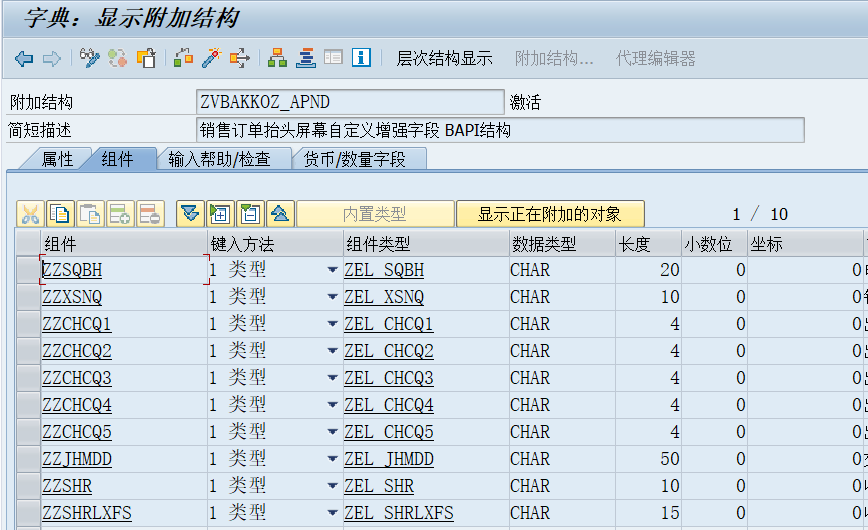 字典: 显示附加结构
层次结构显示 附加结构... 代理编辑器
附加结构 ZVBAKKOZ_APND 激活
简短描述 销售订单抬头屏幕自定义增强字段 BAPI结构
属性 组件 输入帮助/检查 货币/数量字段
内置类型 显示正在附加的对象 1 / 10
组件 键入方法 组件类型 数据类型 长度 小数位 坐标
ZZSQBH 1 类型 ZEL_SQBH CHAR 20 0 0
ZZXSNQ 1 类型 ZEL_XSNQ CHAR 10 0 0
ZZCHCQ1 1 类型 ZEL_CHCQ1 CHAR 4 0 0
ZZCHCQ2 1 类型 ZEL_CHCQ2 CHAR 4 0 0
ZZCHCQ3 1 类型 ZEL_CHCQ3 CHAR 4 0 0
ZZCHCQ4 1 类型 ZEL_CHCQ4 CHAR 4 0 0
ZZCHCQ5 1 类型 ZEL_CHCQ5 CHAR 4 0 0
ZZJHMDD 1 类型 ZEL_JHMDD CHAR 50 0 0
ZZSHR 1 类型 ZEL_SHR CHAR 10 0 0
ZZSHRLXFS 1 类型 ZEL_SHRLXFS CHAR 15 0 0